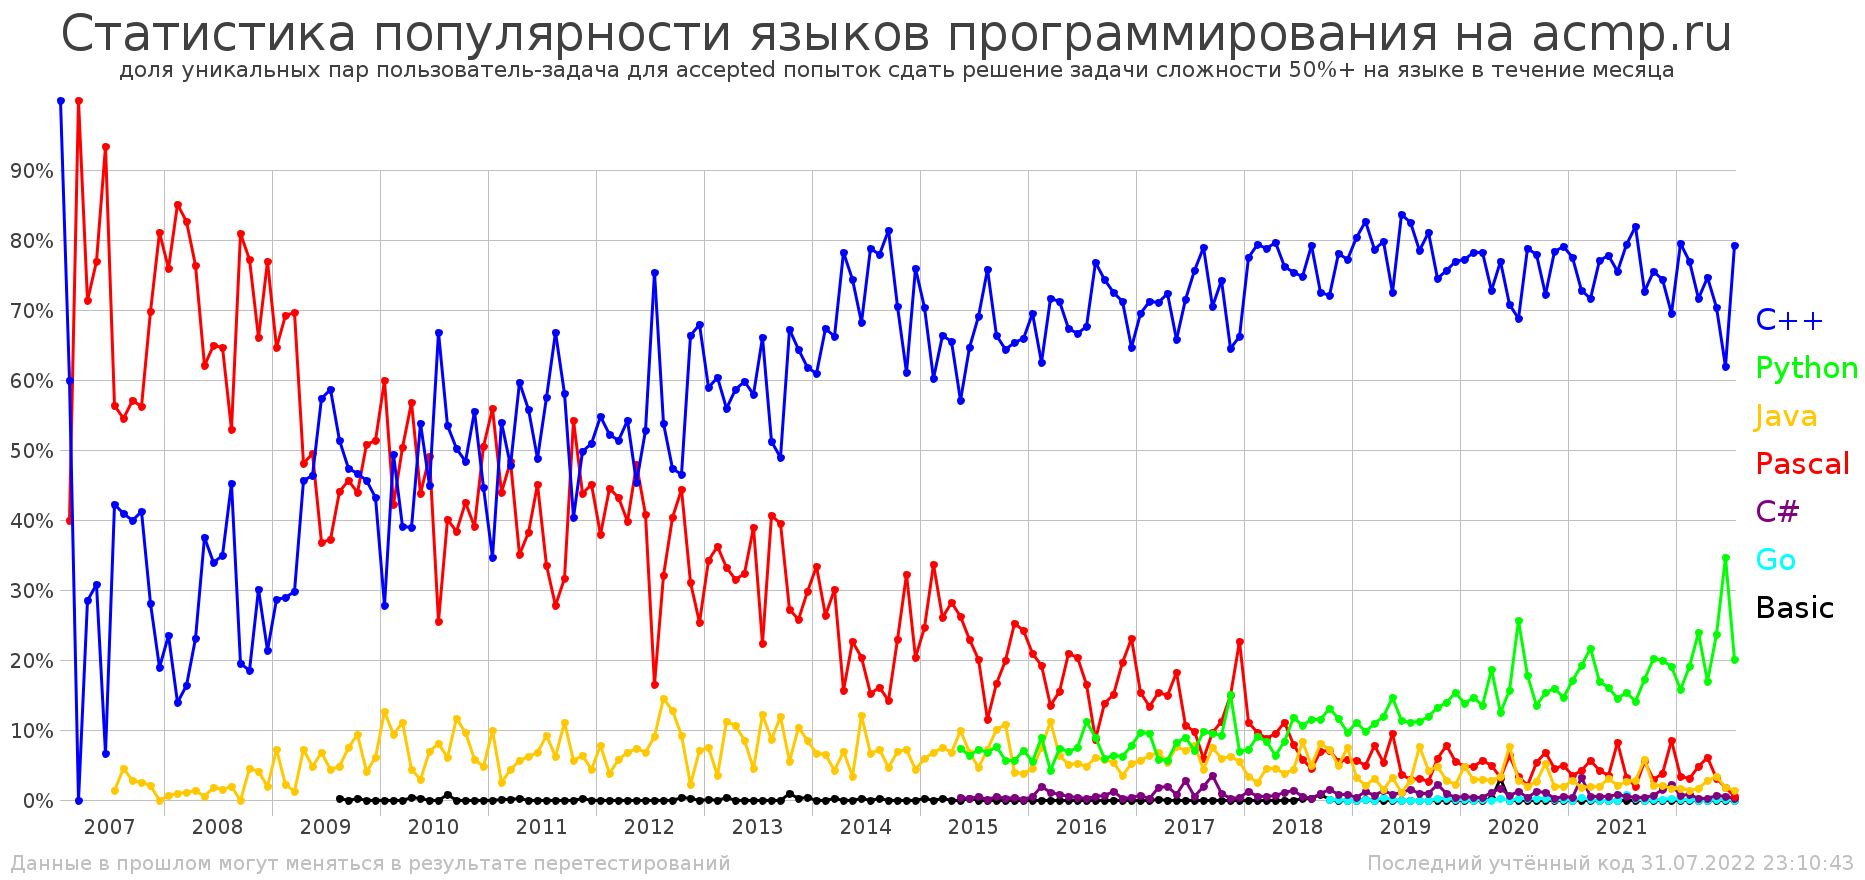 Статистика популярности языков программирования на acmp.ru
доля уникальных пар пользователь-задача для accepted попыток сдать решение задачи сложности 50%+ на языке в течение месяца
90%
80%
70%
60%
50%
40%
30%
20%
10%
0%
C++
Python
Java
Pascal
C#
Go
Basic
2007 2008 2009 2010 2011 2012 2013 2014 2015 2016 2017 2018 2019 2020 2021
Данные в прошлом могут меняться в результате перетестирований
Последний учтённый код 31.07.2022 23:10:43